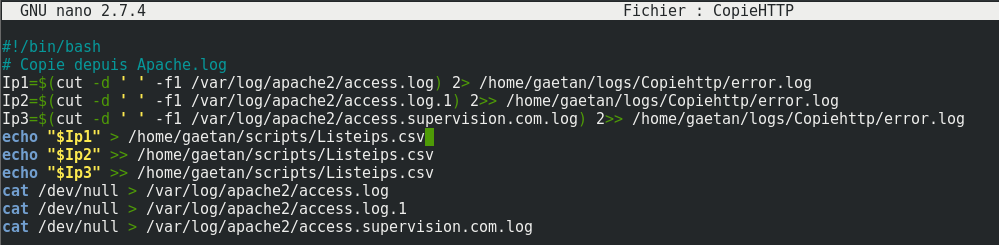 GNU nano 2.7.4 Fichier : CopieHTTP
#!/bin/bash
# Copie depuis Apache.log
Ip1=$(cut -d ' ' -f1 /var/log/apache2/access.log) 2> /home/gaetan/logs/Copiehttp/error.log
Ip2=$(cut -d ' ' -f1 /var/log/apache2/access.log.1) 2>> /home/gaetan/logs/Copiehttp/error.log
Ip3=$(cut -d ' ' -f1 /var/log/apache2/access.supervision.com.log) 2>> /home/gaetan/logs/Copiehttp/error.log
echo "$Ip1" > /home/gaetan/scripts/Listeips.csv
echo "$Ip2" >> /home/gaetan/scripts/Listeips.csv
echo "$Ip3" >> /home/gaetan/scripts/Listeips.csv
cat /dev/null > /var/log/apache2/access.log
cat /dev/null > /var/log/apache2/access.log.1
cat /dev/null > /var/log/apache2/access.supervision.com.log